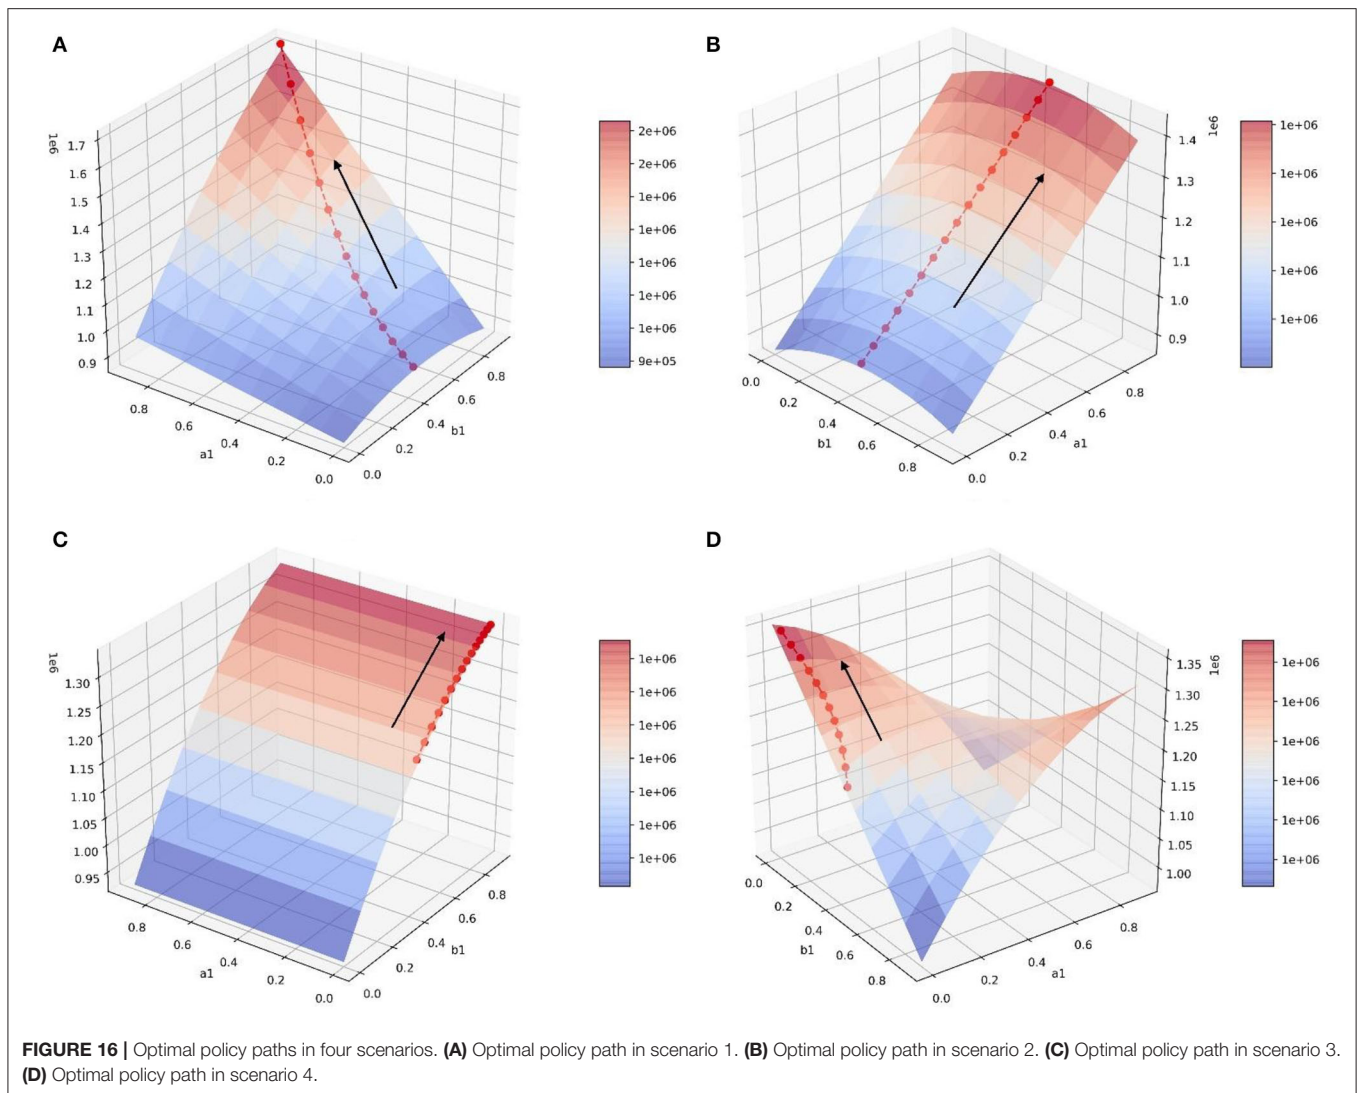 A
1e6
1.7
1.6
1.5
1.4
1.3
1.2
1.1
1.0
0.9
0.8
0.6
0.4
0.2
0.0
a1
0.0
0.2
0.4
0.6
0.8
b1
2e+06
2e+06
1e+06
1e+06
1e+06
1e+06
1e+06
9e+05
B
1e6
1.4
1.3
1.2
1.1
1.0
0.9
0.0
0.2
0.4
0.6
0.8
b1
0.0
0.2
0.4
0.6
0.8
a1
1e+06
1e+06
1e+06
1e+06
1e+06
C
1e6
1.30
1.25
1.20
1.15
1.10
1.05
1.00
0.95
0.8
0.6
0.4
0.2
0.0
a1
0.0
0.2
0.4
0.6
0.8
b1
1e+06
1e+06
1e+06
1e+06
1e+06
1e+06
1e+06
D
1e6
1.35
1.30
1.25
1.20
1.15
1.10
1.05
1.00
0.0
0.2
0.4
0.6
0.8
b1
0.0
0.2
0.4
0.6
0.8
a1
1e+06
1e+06
1e+06
1e+06
1e+06
FIGURE 16 | Optimal policy paths in four scenarios. (A) Optimal policy path in scenario 1. (B) Optimal policy path in scenario 2. (C) Optimal policy path in scenario 3.
(D) Optimal policy path in scenario 4.